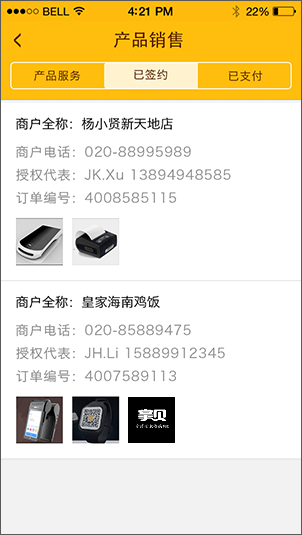 BELL 4:21 PM 22%
产品销售
产品服务 已签约 已支付
商户全称：杨小贤新天地店
商户电话：020-88995989
授权代表：JK.Xu 13894948585
订单编号：4008585115
商户全称：皇家海南鸡饭
商户电话：020-85889475
授权代表：JH.Li 15889912345
订单编号：4007589113
掌贝